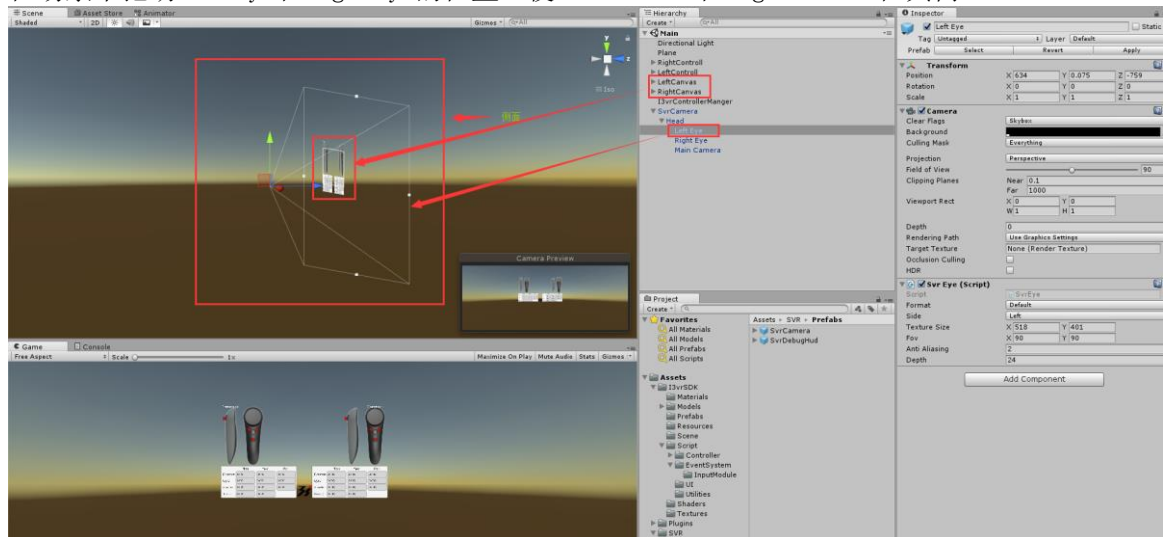 Scene Asset Store Animator
Shaded 2D Gizmos All
y
z
Iso
侧面
Camera Preview
Game Console
Free Aspect Scale 1x Maximize On Play Mute Audio Stats Gizmos
Hierarchy
Create All
Main
Directional Light
Plane
RightControll
LeftControll
LeftCanvas
RightCanvas
I3vrControllerManger
SvrCamera
Head
Left Eye
Right Eye
Main Camera
Project
Create
Favorites
All Materials
All Models
All Prefabs
All Scripts
Assets
I3vrSDK
Materials
Models
Prefabs
Resources
Scene
Script
Controller
EventSystem
InputModule
UI
Utilities
Shaders
Textures
Plugins
SVR
Assets SVR Prefabs
SvrCamera
SvrDebugHud
Inspector
Left Eye Static
Tag Untagged Layer Default
Prefab Select Revert Apply
Transform
Position X 634 Y 0.075 Z -759
Rotation X 0 Y 0 Z 0
Scale X 1 Y 1 Z 1
Camera
Clear Flags Skybox
Background
Culling Mask Everything
Projection Perspective
Field of View 90
Clipping Planes Near 0.1
Far 1000
Viewport Rect X 0 Y 0
W 1 H 1
Depth 0
Rendering Path Use Graphics Settings
Target Texture None (Render Texture)
Occlusion Culling
HDR
Svr Eye (Script)
Script SvrEye
Format Default
Side Left
Texture Size X 518 Y 401
Fov X 90 Y 90
Anti Aliasing 2
Depth 24
Add Component